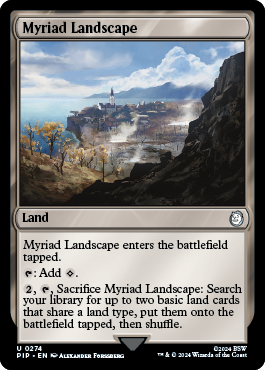 Myriad Landscape
Land
Myriad Landscape enters the battlefield
tapped.
: Add .
2, , Sacrifice Myriad Landscape: Search
your library for up to two basic land cards
that share a land type, put them onto the
battlefield tapped, then shuffle.
U 0274
PIP • EN Alexander Forssberg
©2024 BSW
™ & © 2024 Wizards of the Coast